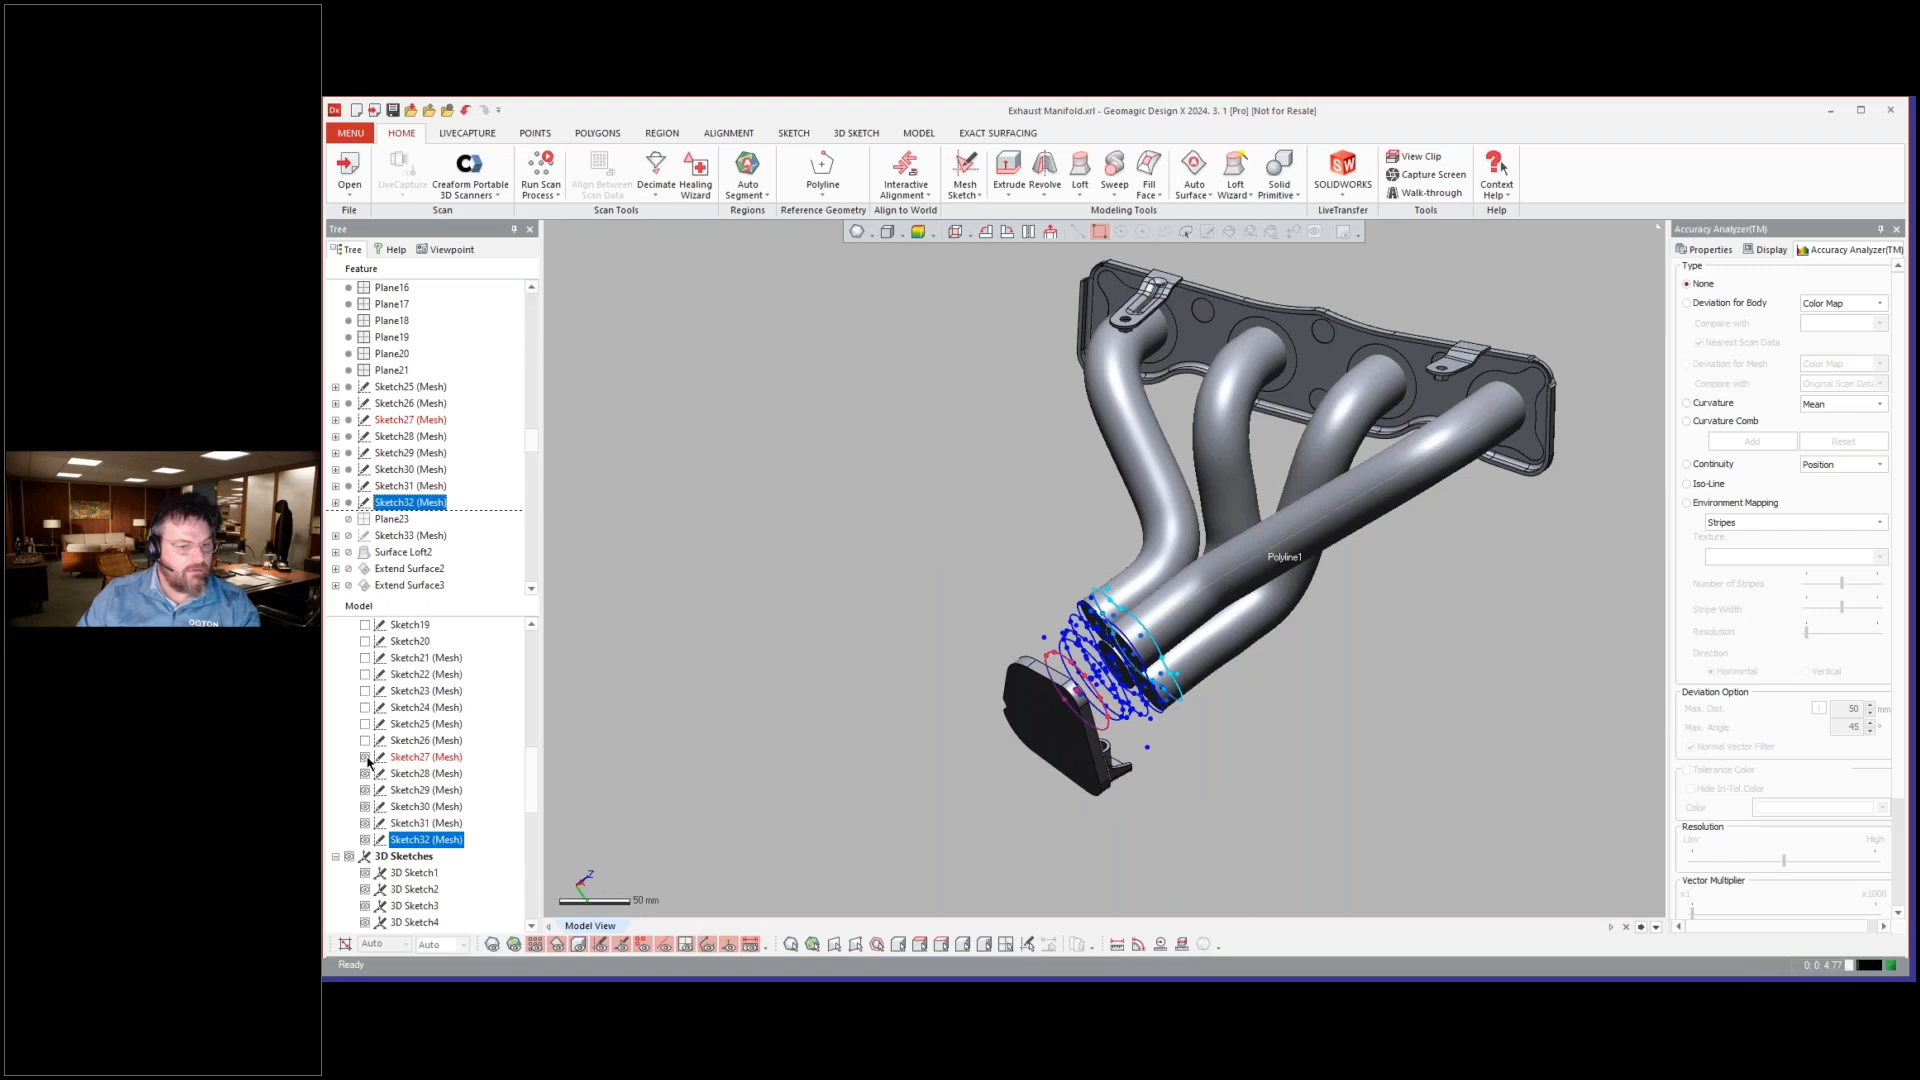 Exhaust Manifold.xrl - Geomagic Design X 2024. 3. 1 [Pro] [Not for Resale]
MENU HOME LIVECAPTURE POINTS POLYGONS REGION ALIGNMENT SKETCH 3D SKETCH MODEL EXACT SURFACING
Open
LiveCapture
Creaform Portable 3D Scanners
Run Scan Process
Align Between Scan Data
Decimate
Healing Wizard
Auto Segment
Polyline
Interactive Alignment
Mesh Sketch
Extrude
Revolve
Loft
Sweep
Fill Face
Auto Surface
Loft Wizard
Solid Primitive
SOLIDWORKS
View Clip
Capture Screen
Walk-through
Context Help
File Scan Scan Tools Regions Reference Geometry Align to World Modeling Tools LiveTransfer Tools Help
Tree
Tree Help Viewpoint
Feature
Plane16
Plane17
Plane18
Plane19
Plane20
Plane21
Sketch25 (Mesh)
Sketch26 (Mesh)
Sketch27 (Mesh)
Sketch28 (Mesh)
Sketch29 (Mesh)
Sketch30 (Mesh)
Sketch31 (Mesh)
Sketch32 (Mesh)
Plane23
Sketch33 (Mesh)
Surface Loft2
Extend Surface2
Extend Surface3
Model
Sketch19
Sketch20
Sketch21 (Mesh)
Sketch22 (Mesh)
Sketch23 (Mesh)
Sketch24 (Mesh)
Sketch25 (Mesh)
Sketch26 (Mesh)
Sketch27 (Mesh)
Sketch28 (Mesh)
Sketch29 (Mesh)
Sketch30 (Mesh)
Sketch31 (Mesh)
Sketch32 (Mesh)
3D Sketches
3D Sketch1
3D Sketch2
3D Sketch3
3D Sketch4
Polyline1
Z
50 mm
Model View
Auto Auto
Ready
0: 0: 4.77
Accuracy Analyzer(TM)
Properties Display Accuracy Analyzer(TM)
Type
None
Deviation for Body Color Map
Compare with
Nearest Scan Data
Deviation for Mesh Color Map
Compare with Original Scan Data
Curvature Mean
Curvature Comb
Add Reset
Continuity Position
Iso-Line
Environment Mapping
Stripes
Texture
Number of Stripes
Stripe Width
Resolution
Direction
Horizontal Vertical
Deviation Option
Max. Dist. 50 mm
Max. Angle 45 °
Normal Vector Filter
Tolerance Color
Hide In-Tol.Color
Color
Resolution
Low High
Vector Multiplier
x1 x1000